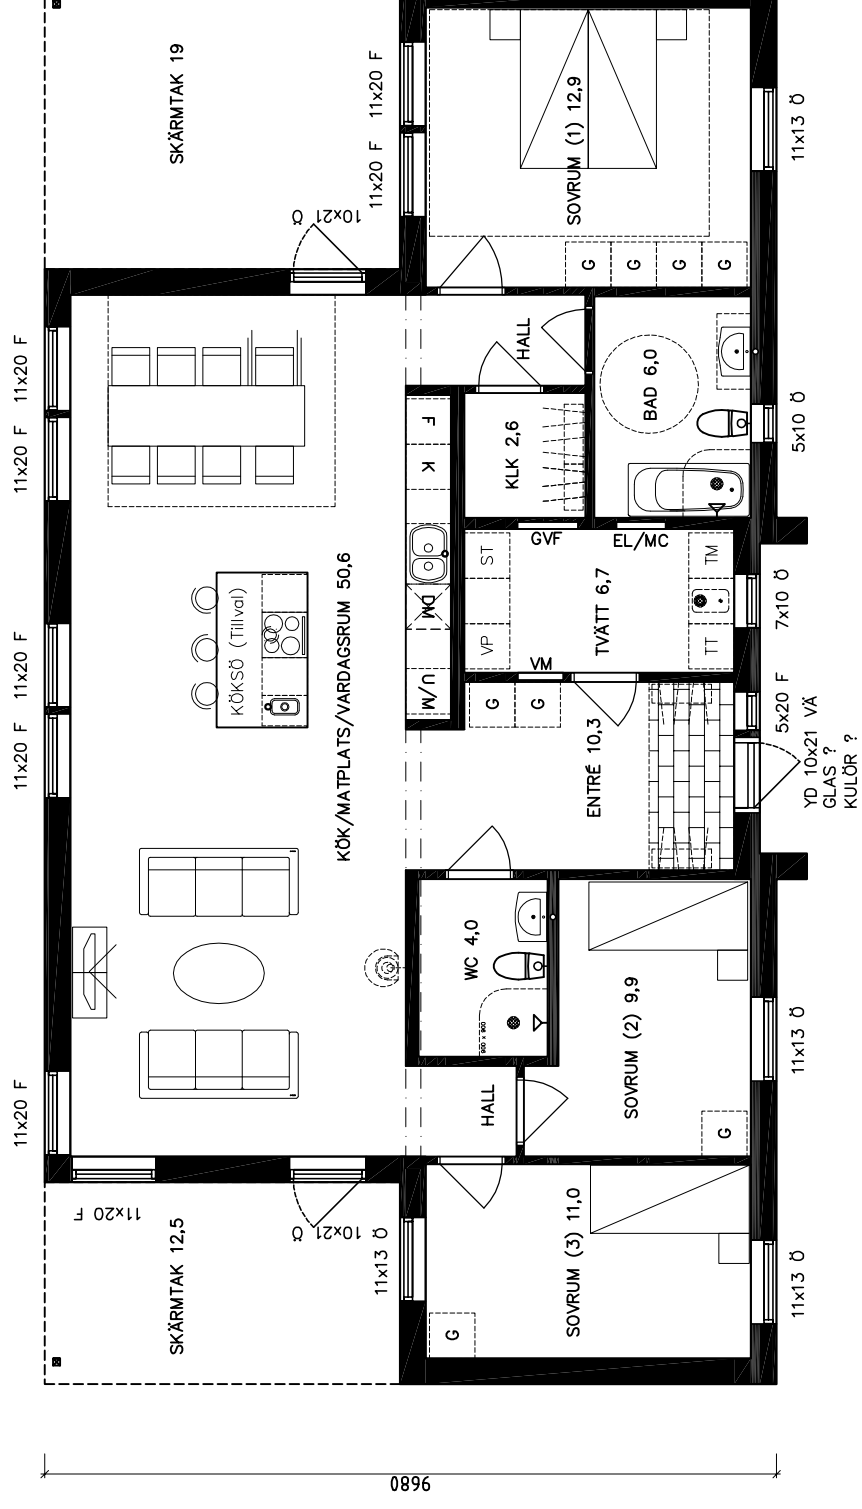 SKÄRMTAK 19
11x20 F
11x20 F
SOVRUM (1) 12,9
11x13 Ö
10x21 Ö
G
G
G
G
11x20 F
11x20 F
HALL
BAD 6,0
5x10 Ö
F
K
KLK 2,6
GVF
EL/MC
ST
TM
DM
KÖK/MATPLATS/VARDAGSRUM 50,6
KÖKSÖ (Tillval)
TVÄTT 6,7
7x10 Ö
VP
VM
TT
U/M
11x20 F
11x20 F
G
G
ENTRÉ 10,3
5x20 F
YD 10x21 VÄ
GLAS ?
KULÖR ?
WC 4,0
900 x 900
SOVRUM (2) 9,9
11x13 Ö
HALL
G
11x20 F
11x20 F
10x21 Ö
SKÄRMTAK 12,5
11x13 Ö
SOVRUM (3) 11,0
G
11x13 Ö
9680